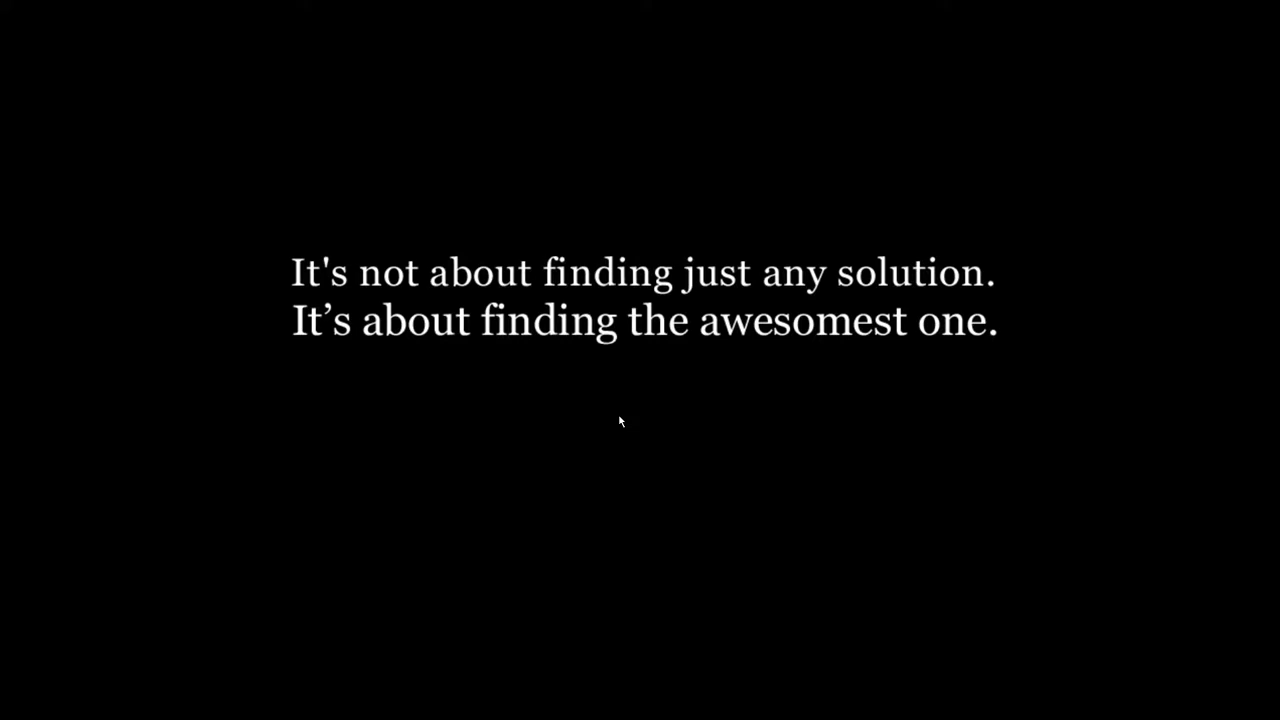 It's not about finding just any solution.
It’s about finding the awesomest one.